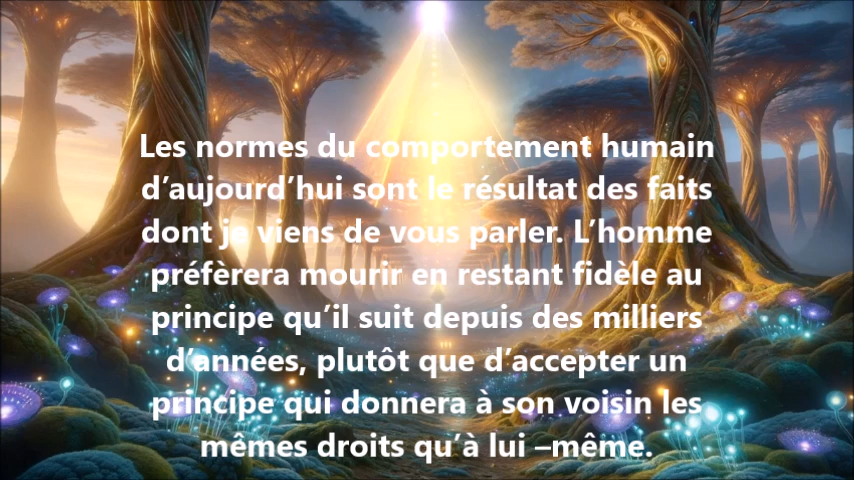 Les normes du comportement humain
d’aujourd’hui sont le résultat des faits
dont je viens de vous parler. L’homme
préfèrera mourir en restant fidèle au
principe qu’il suit depuis des milliers
d’années, plutôt que d’accepter un
principe qui donnera à son voisin les
mêmes droits qu’à lui –même.